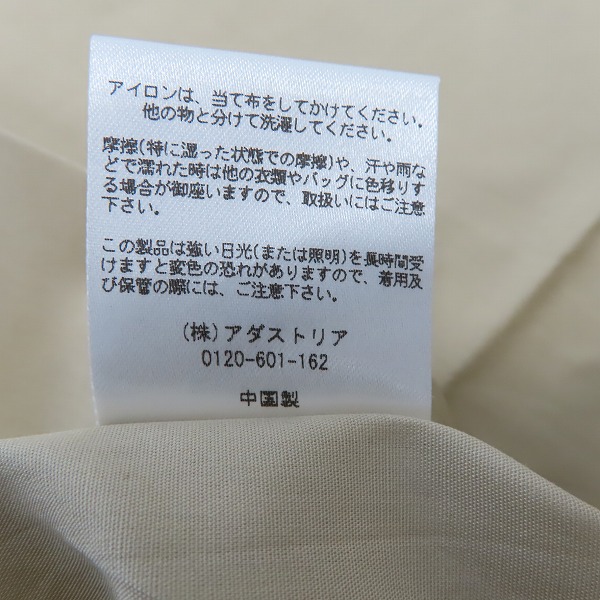 アイロンは、当て布をしてかけてください。
他の物と分けて洗濯してください。
摩擦(特に湿った状態での摩擦)や、汗や雨な
どで濡れた時は他の衣類やバッグに色移りす
る場合が御座いますので、取扱いにはご注意
下さい。
この製品は強い日光(または照明)を長時間受
けますと変色の恐れがありますので、着用及
び保管の際には、ご注意下さい。
(株)アダストリア
0120-601-162
中国製